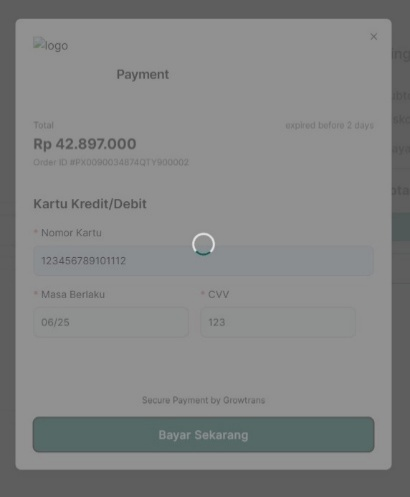 logo
×
Payment
Total
expired before 2 days
Rp 42.897.000
Order ID #PX0090034874QTY900002
Kartu Kredit/Debit
* Nomor Kartu
123456789101112
* Masa Berlaku
* CVV
06/25
123
Secure Payment by Growtrans
Bayar Sekarang